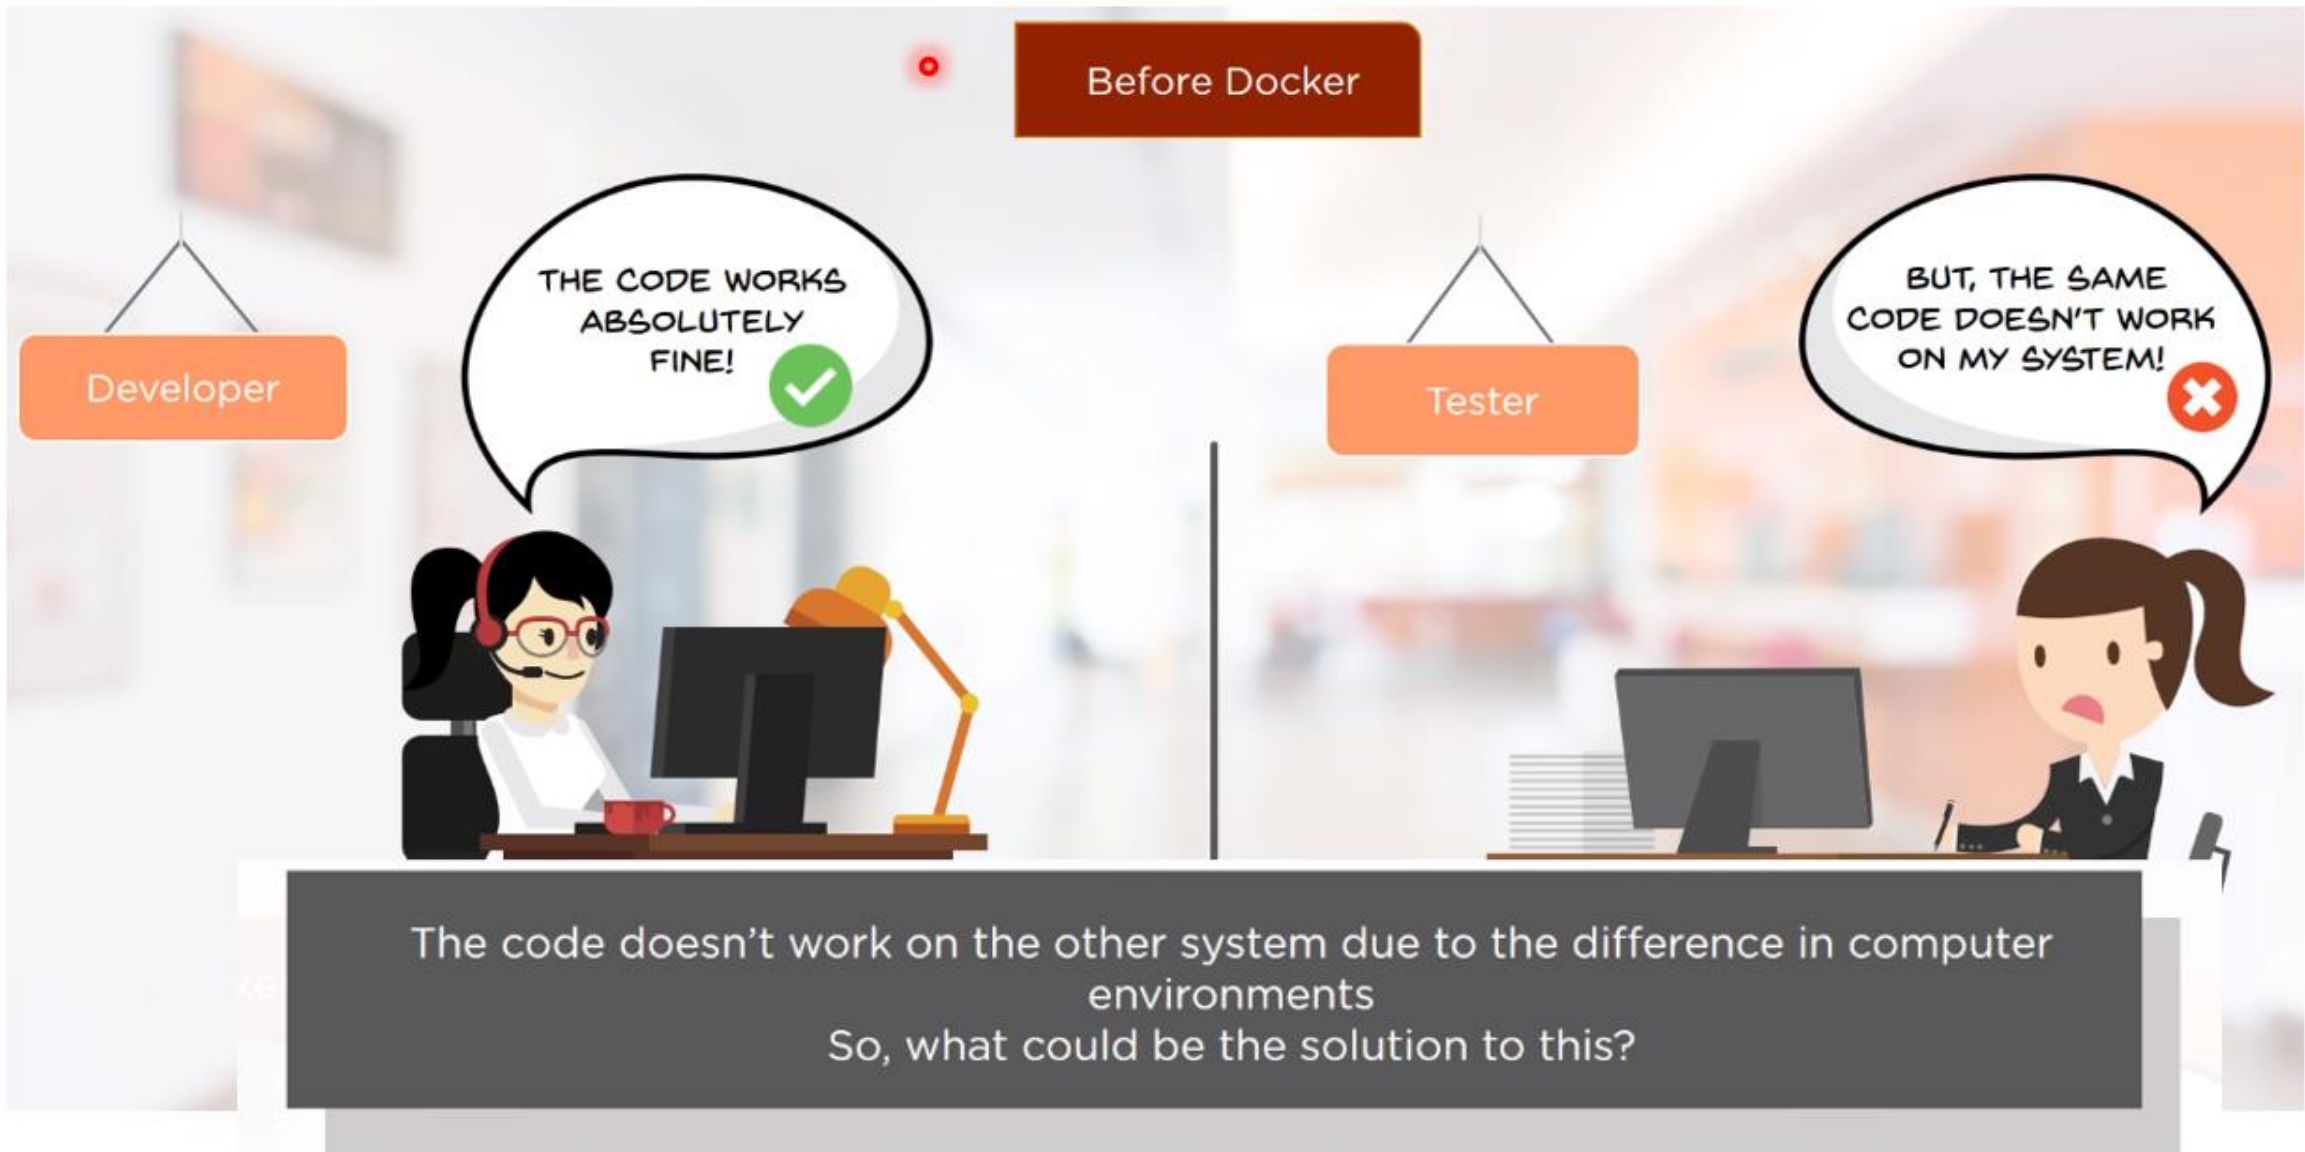 Before Docker
Developer
THE CODE WORKS
ABSOLUTELY
FINE!
Tester
BUT, THE SAME
CODE DOESN'T WORK
ON MY SYSTEM!
The code doesn't work on the other system due to the difference in computer
environments
So, what could be the solution to this?